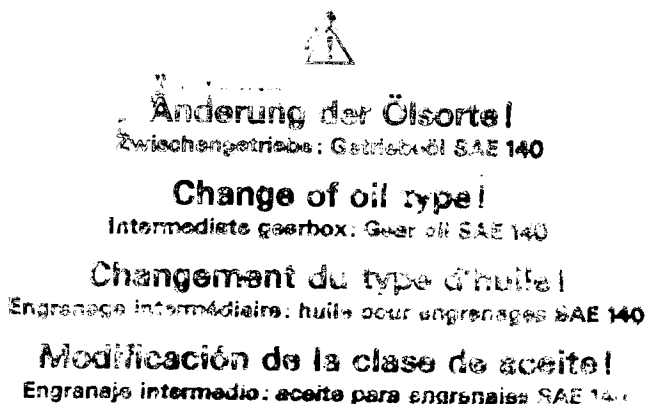 Änderung der Ölsorte!
Zwischengetriebe: Getriebeöl SAE 140
Change of oil type!
Intermediate gearbox: Gear oil SAE 140
Changement du type d'huile!
Engrenage intermédiaire: huile pour engrenages SAE 140
Modificación de la clase de aceite!
Engranaje intermedio: aceite para engranajes SAE 140